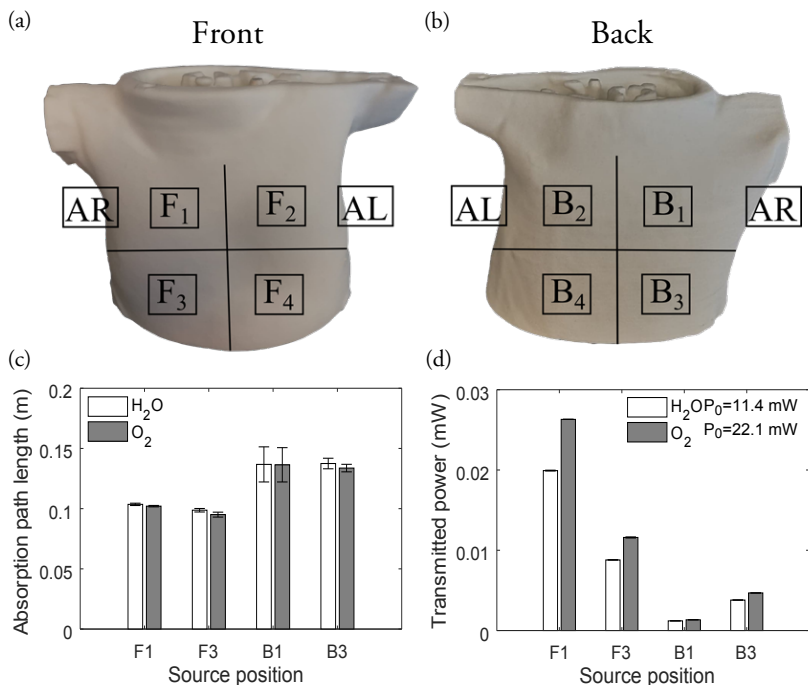 (a)
Front
AR
F1
F2
AL
F3
F4
(b)
Back
AL
B2
B1
AR
B4
B3
(c)
0.2
0.15
0.1
0.05
0
Absorption path length (m)
H2O
O2
F1 F3 B1 B3
Source position
(d)
0.03
0.02
0.01
0
Transmitted power (mW)
H2O P0=11.4 mW
O2 P0=22.1 mW
F1 F3 B1 B3
Source position